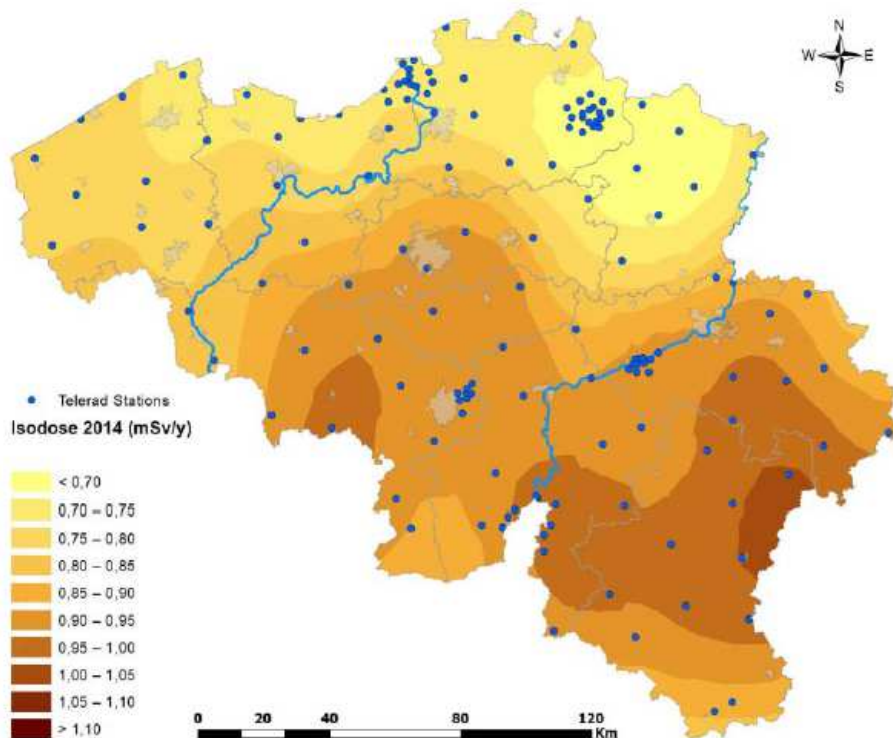 N
W E
S
Telerad Stations
Isodose 2014 (mSv/y)
< 0,70
0,70 – 0,75
0,75 – 0,80
0,80 – 0,85
0,85 – 0,90
0,90 – 0,95
0,95 – 1,00
1,00 – 1,05
1,05 – 1,10
> 1,10
0 20 40 80 120
Km